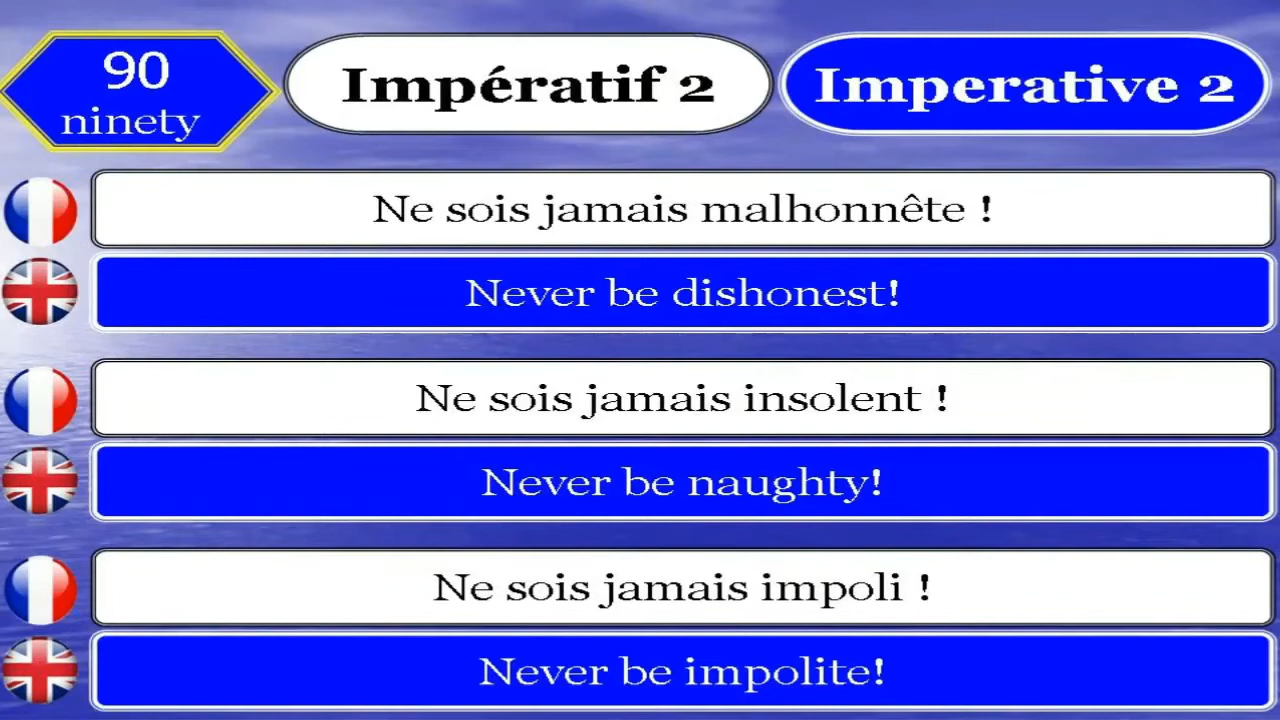 90
ninety
Impératif 2
Imperative 2
Ne sois jamais malhonnête !
Never be dishonest!
Ne sois jamais insolent !
Never be naughty!
Ne sois jamais impoli !
Never be impolite!